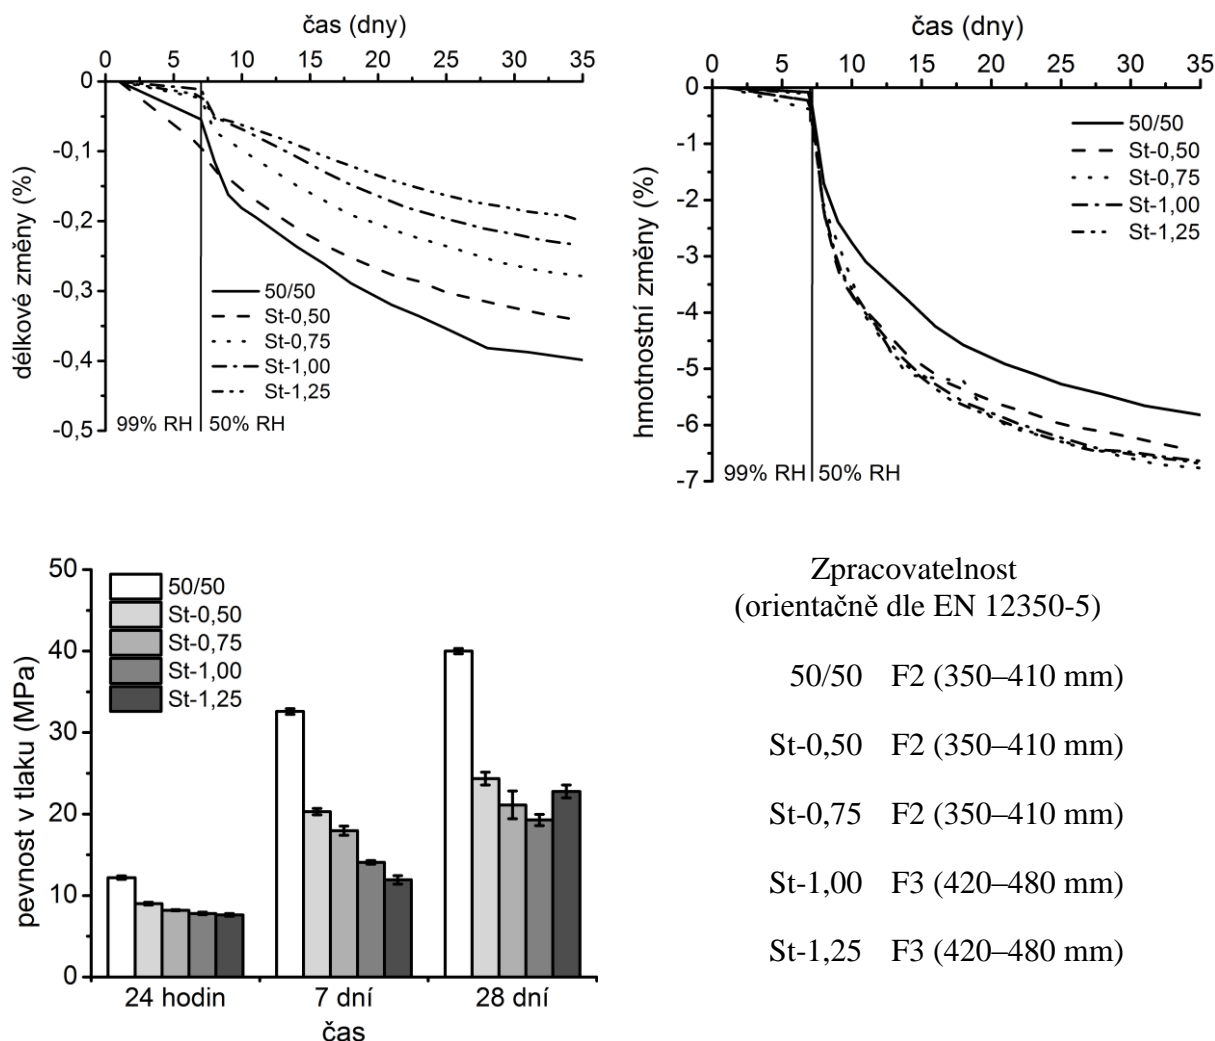 čas (dny)
0 5 10 15 20 25 30 35
0
-0,1
-0,2
-0,3
-0,4
-0,5
délkové změny (%)
50/50
St-0,50
St-0,75
St-1,00
St-1,25
99% RH 50% RH
čas (dny)
0 5 10 15 20 25 30 35
0
-1
-2
-3
-4
-5
-6
-7
hmotnostní změny (%)
50/50
St-0,50
St-0,75
St-1,00
St-1,25
99% RH 50% RH
50
40
30
20
10
0
pevnost v tlaku (MPa)
50/50
St-0,50
St-0,75
St-1,00
St-1,25
24 hodin 7 dní 28 dní
čas
Zpracovatelnost
(orientačně dle EN 12350-5)
50/50 F2 (350–410 mm)
St-0,50 F2 (350–410 mm)
St-0,75 F2 (350–410 mm)
St-1,00 F3 (420–480 mm)
St-1,25 F3 (420–480 mm)